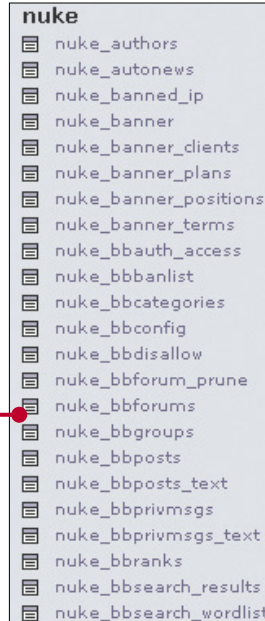 nuke
nuke_authors
nuke_autonews
nuke_banned_ip
nuke_banner
nuke_banner_clients
nuke_banner_plans
nuke_banner_positions
nuke_banner_terms
nuke_bbauth_access
nuke_bbbanlist
nuke_bbcategories
nuke_bbconfig
nuke_bbdisallow
nuke_bbforum_prune
nuke_bbforums
nuke_bbgroups
nuke_bbposts
nuke_bbposts_text
nuke_bbprivmsgs
nuke_bbprivmsgs_text
nuke_bbranks
nuke_bbsearch_results
nuke_bbsearch_wordlist